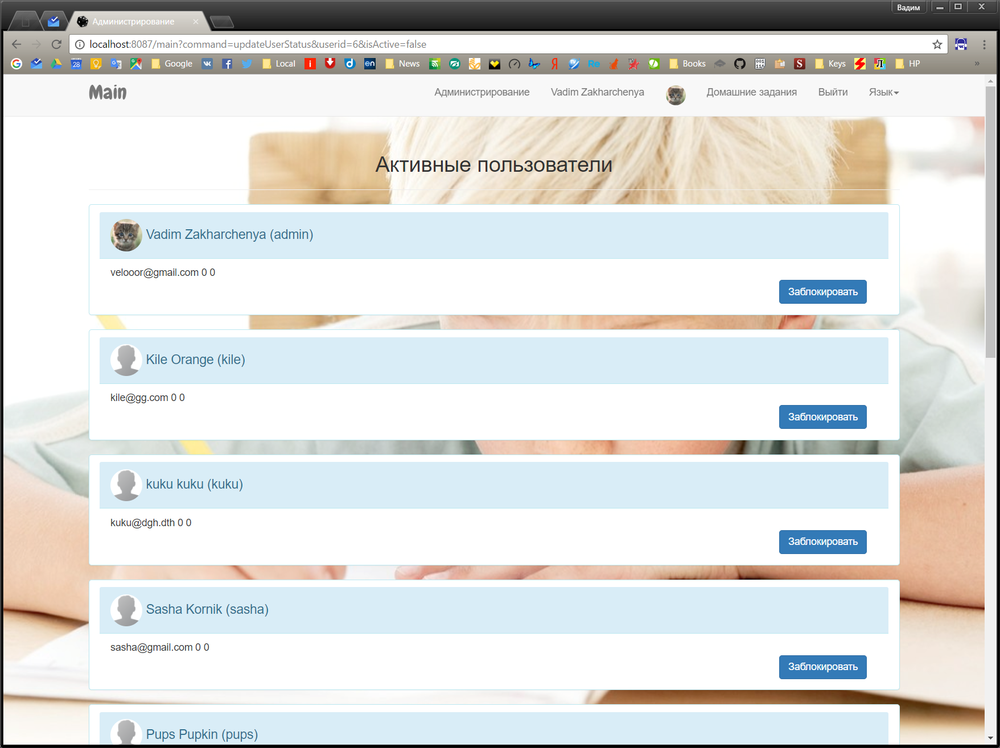 Вадим
Администрирование
localhost:8087/main?command=updateUserStatus&userid=6&isActive=false
28 Google Local en News Я Re Books S Keys Л HP »
Main Администрирование Vadim Zakharchenya Домашние задания Выйти Язык
Активные пользователи
Vadim Zakharchenya (admin)
velooor@gmail.com 0 0
Заблокировать
Kile Orange (kile)
kile@gg.com 0 0
Заблокировать
kuku kuku (kuku)
kuku@dgh.dth 0 0
Заблокировать
Sasha Kornik (sasha)
sasha@gmail.com 0 0
Заблокировать
Pups Pupkin (pups)